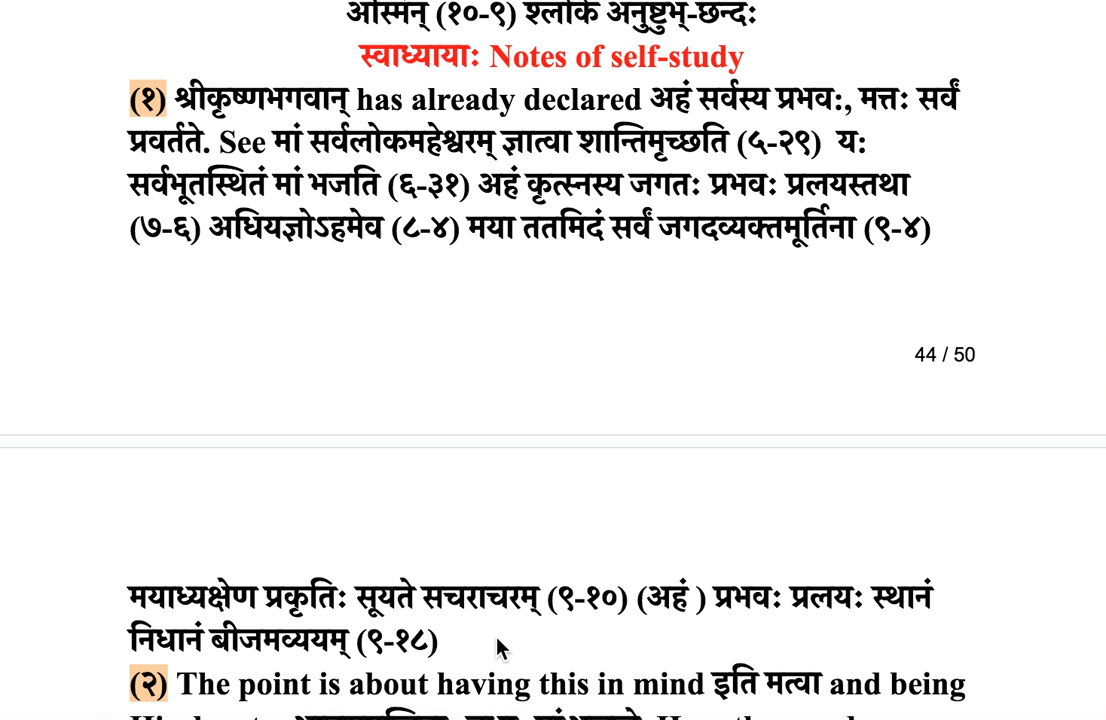 अस्मिन् (१०-९) श्लोके अनुष्टुभ्-छन्दः
स्वाध्यायाः Notes of self-study
(१) श्रीकृष्णभगवान् has already declared अहं सर्वस्य प्रभवः, मत्तः सर्वं
प्रवर्तते. See मां सर्वलोकमहेश्वरम् ज्ञात्वा शान्तिमृच्छति (५-२९) यः
सर्वभूतस्थितं मां भजति (६-३१) अहं कृत्स्नस्य जगतः प्रभवः प्रलयस्तथा
(७-६) अधियज्ञोऽहमेव (८-४) मया ततमिदं सर्वं जगदव्यक्तमूर्तिना (९-४)
44 / 50
मयाध्यक्षेण प्रकृतिः सूयते सचराचरम् (९-१०) (अहं ) प्रभवः प्रलयः स्थानं
निधानं बीजमव्ययम् (९-१८)
(२) The point is about having this in mind इति मत्वा and being